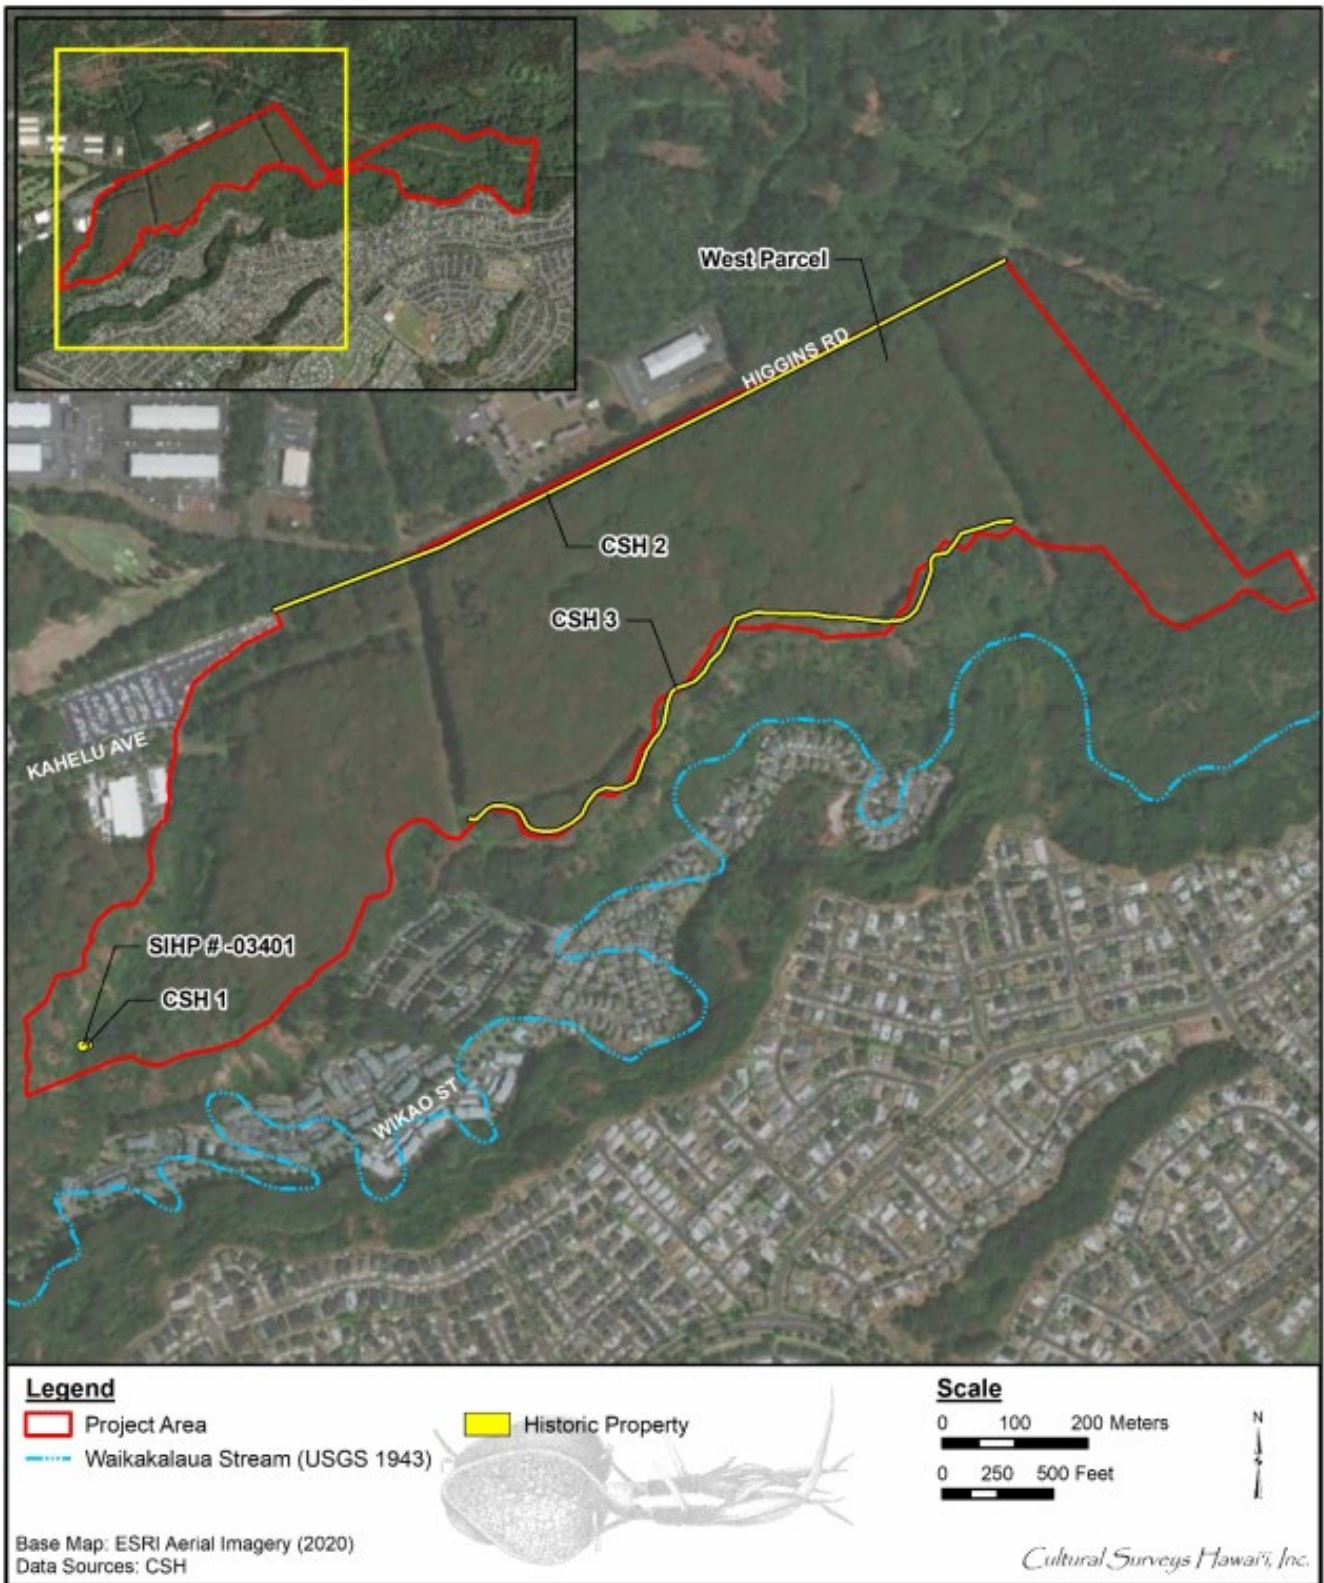 West Parcel
HIGGINS RD
CSH 2
CSH 3
KAHELU AVE
SIHP # -03401
CSH 1
WIKAO ST
Legend
Project Area
Waikakalaua Stream (USGS 1943)
Historic Property
Scale
0 100 200 Meters
0 250 500 Feet
N
S
Base Map: ESRI Aerial Imagery (2020)
Data Sources: CSH
Cultural Surveys Hawai'i, Inc.